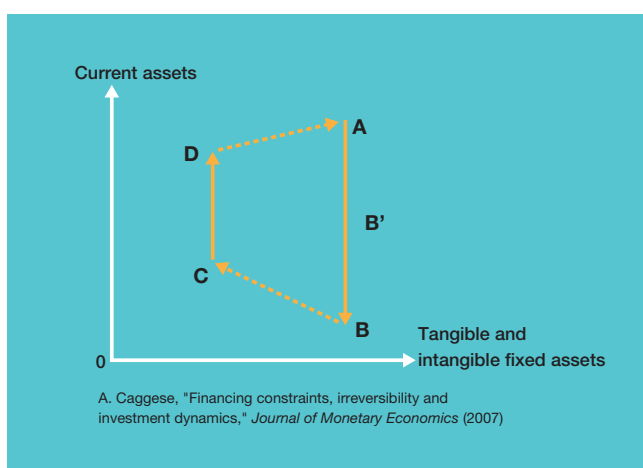 Current assets
A
D
B’
C
B
Tangible and
intangible fixed assets
0
A. Caggese, "Financing constraints, irreversibility and
investment dynamics," Journal of Monetary Economics (2007)